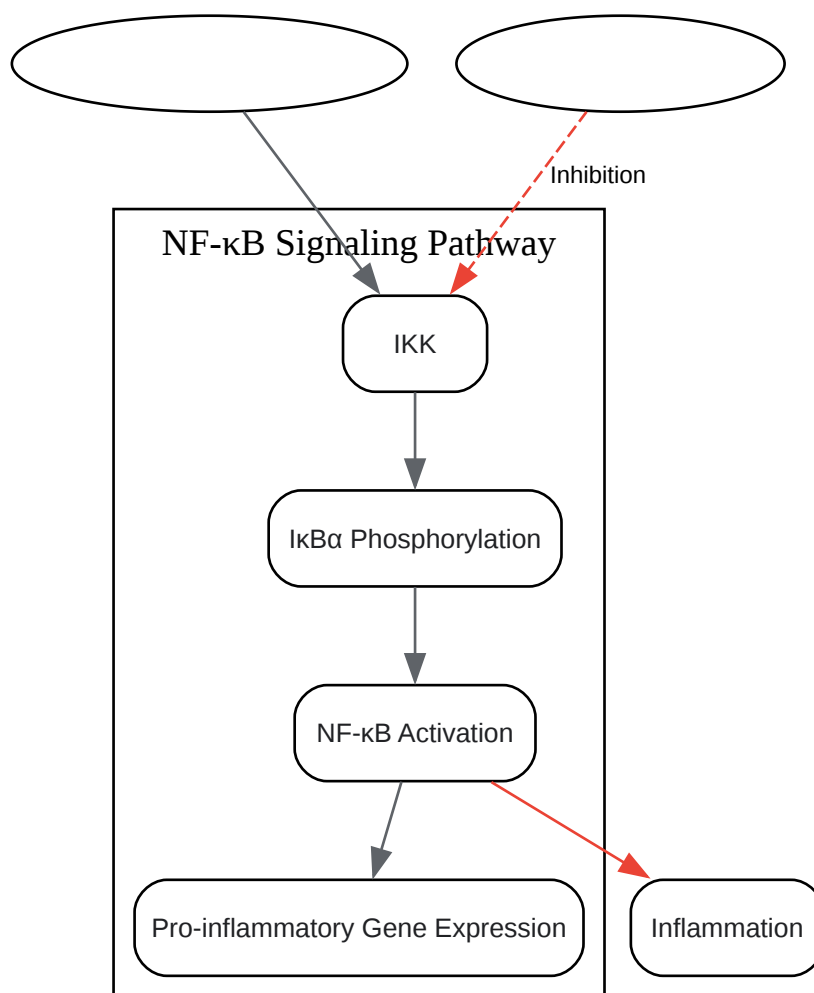 Inhibition
NF-κB Signaling Pathway
IKK
IκBα Phosphorylation
NF-κB Activation
Pro-inflammatory Gene Expression
Inflammation